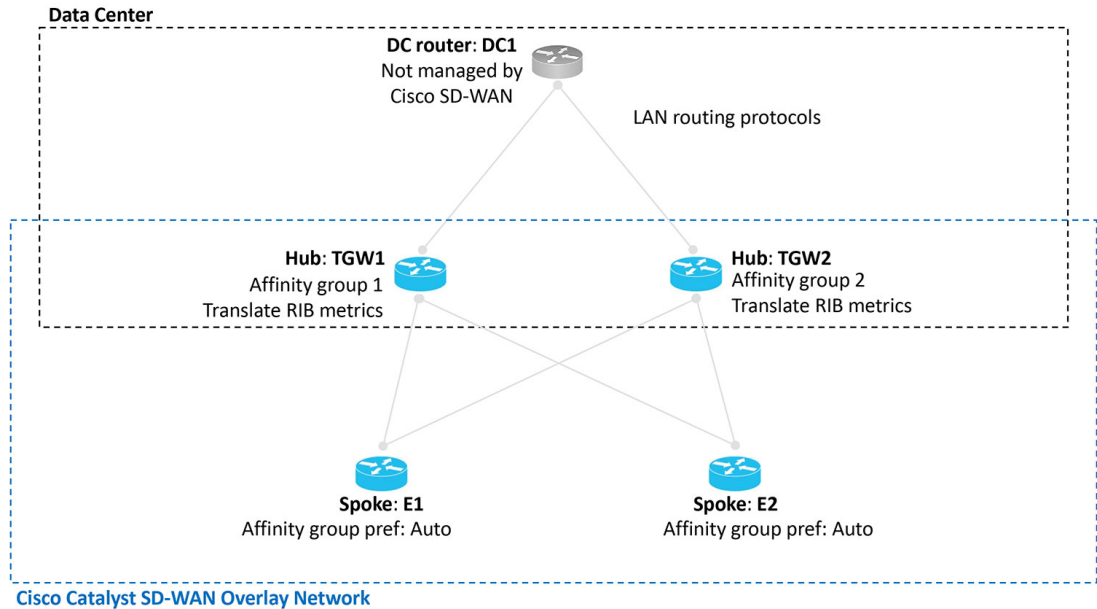 Data Center
DC router: DC1
Not managed by
Cisco SD-WAN
LAN routing protocols
Hub: TGW1
Affinity group 1
Translate RIB metrics
Hub: TGW2
Affinity group 2
Translate RIB metrics
Spoke: E1
Affinity group pref: Auto
Spoke: E2
Affinity group pref: Auto
Cisco Catalyst SD-WAN Overlay Network